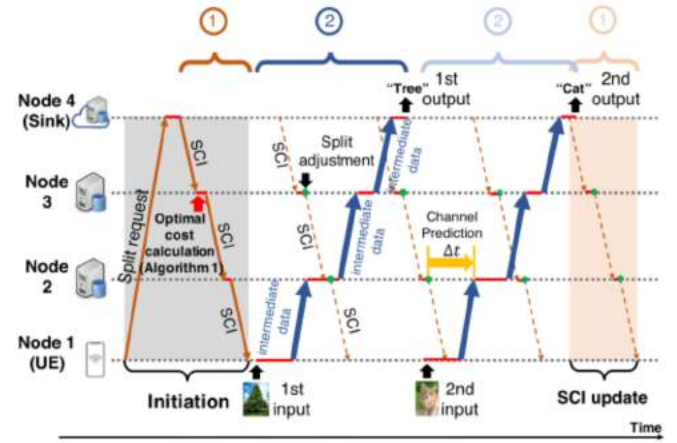 1
2
2
1
"Tree"
1st
output
"Cat"
2nd
output
Node 4
(Sink)
Node
3
Node
2
Node 1
(UE)
Split request
SCI
Optimal
cost
calculation
(Algorithm 1)
SCI
SCI
SCI
Split
adjustment
SCI
SCI
intermediate
data
intermediate
data
intermediate
data
Channel
Prediction
Δt
1st
input
2nd
input
Initiation
SCI update
Time